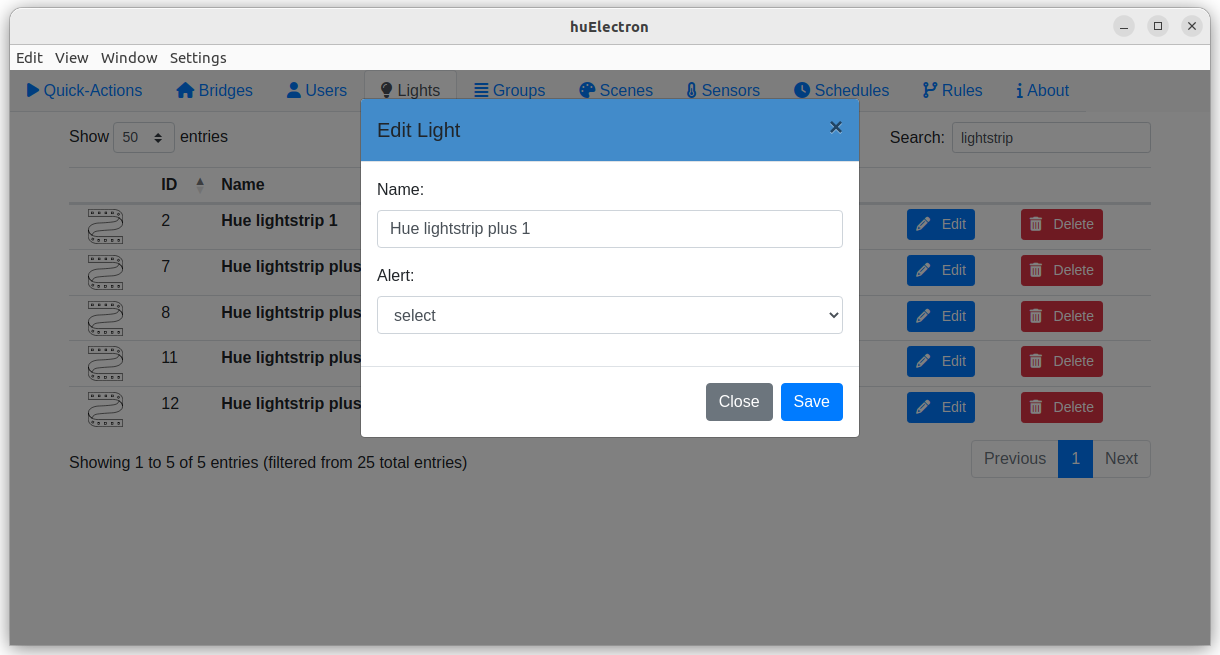 huElectron
Edit View Window Settings
Quick-Actions Bridges Users Lights Groups Scenes Sensors Schedules Rules i About
Show 50 entries Search: lightstrip
Edit Light ×
ID Name
Name:
Hue lightstrip plus 1
2 Hue lightstrip 1 Edit Delete
7 Hue lightstrip plus Edit Delete
Alert:
select
8 Hue lightstrip plus Edit Delete
11 Hue lightstrip plus Edit Delete
12 Hue lightstrip plus Edit Delete
Close Save
Showing 1 to 5 of 5 entries (filtered from 25 total entries) Previous 1 Next